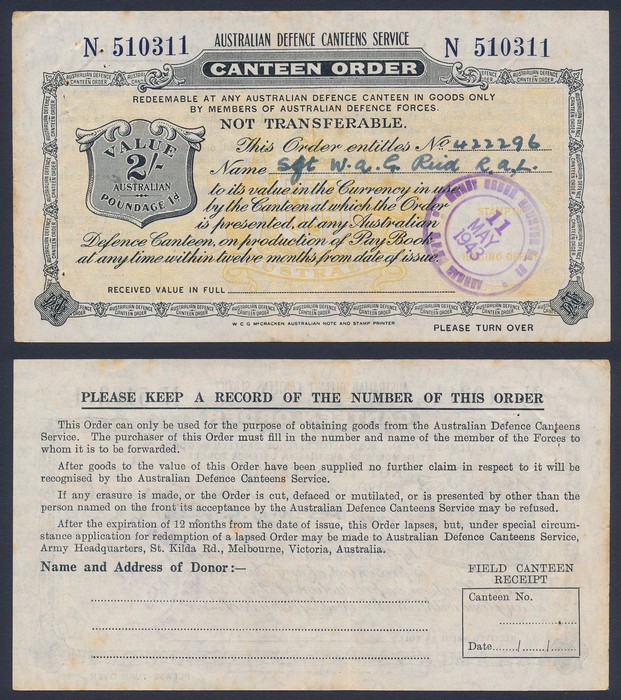 N. 510311 AUSTRALIAN DEFENCE CANTEENS SERVICE N 510311
CANTEEN ORDER
REDEEMABLE AT ANY AUSTRALIAN DEFENCE CANTEEN IN GOODS ONLY
BY MEMBERS OF AUSTRALIAN DEFENCE FORCES.
NOT TRANSFERABLE.
VALUE
2/-
AUSTRALIAN
POUNDAGE 1d
This Order entitles No 422296
Name Sgt W. A. G. Reid
to its value in the Currency in use
by the Canteen at which the Order
is presented, at any Australian
Defence Canteen, on production of Pay Book
at any time within twelve months from date of issue.
11
MAY
1943
AUSTRALIA
RECEIVED VALUE IN FULL
AUSTRALIAN DEFENCE CANTEEN ORDER
W C G McCRACKEN AUSTRALIAN NOTE AND STAMP PRINTER
PLEASE TURN OVER
PLEASE KEEP A RECORD OF THE NUMBER OF THIS ORDER
This Order can only be used for the purpose of obtaining goods from the Australian Defence Canteens
Service. The purchaser of this Order must fill in the number and name of the member of the Forces to
whom it is to be forwarded.
After goods to the value of this Order have been supplied no further claim in respect to it will be
recognised by the Australian Defence Canteens Service.
If any erasure is made, or the Order is cut, defaced or mutilated, or is presented by other than the
person named on the front its acceptance by the Australian Defence Canteens Service may be refused.
After the expiration of 12 months from the date of issue, this Order lapses, but, under special circum-
stance application for redemption of a lapsed Order may be made to Australian Defence Canteens Service,
Army Headquarters, St. Kilda Rd., Melbourne, Victoria, Australia.
Name and Address of Donor:—
FIELD CANTEEN
RECEIPT
Canteen No.
Date....../....../......